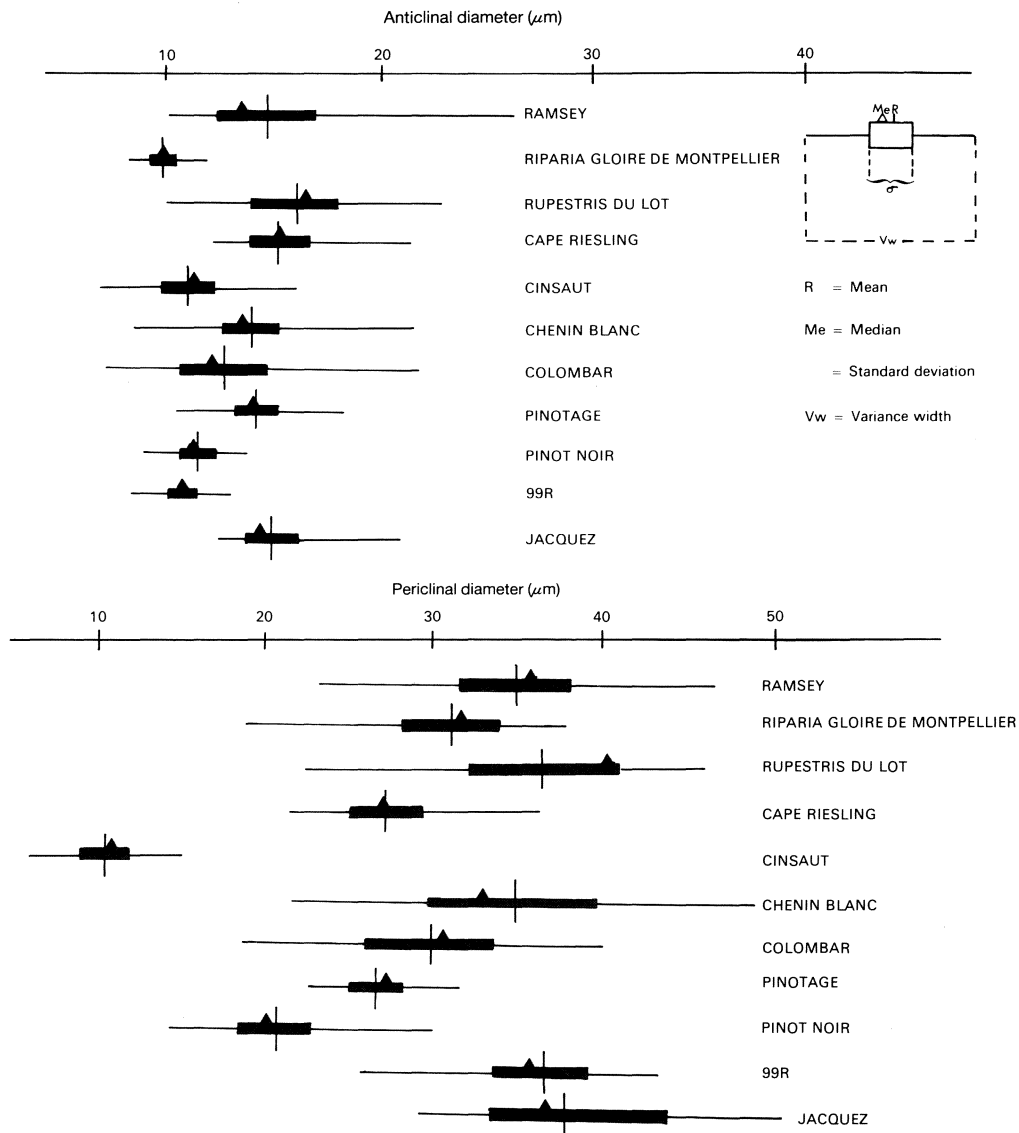 Anticlinal diameter (μm)
10 20 30 40
RAMSEY
RIPARIA GLOIRE DE MONTPELLIER
RUPESTRIS DU LOT
CAPE RIESLING
CINSAUT
CHENIN BLANC
COLOMBAR
PINOTAGE
PINOT NOIR
99R
JACQUEZ
Me R
σ
Vw
R = Mean
Me = Median
= Standard deviation
Vw = Variance width
Periclinal diameter (μm)
10 20 30 40 50
RAMSEY
RIPARIA GLOIRE DE MONTPELLIER
RUPESTRIS DU LOT
CAPE RIESLING
CINSAUT
CHENIN BLANC
COLOMBAR
PINOTAGE
PINOT NOIR
99R
JACQUEZ